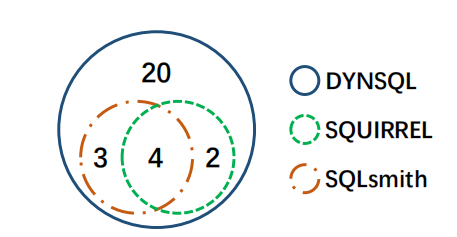 20
3 4 2
DYNSQL
SQUIRREL
SQLsmith